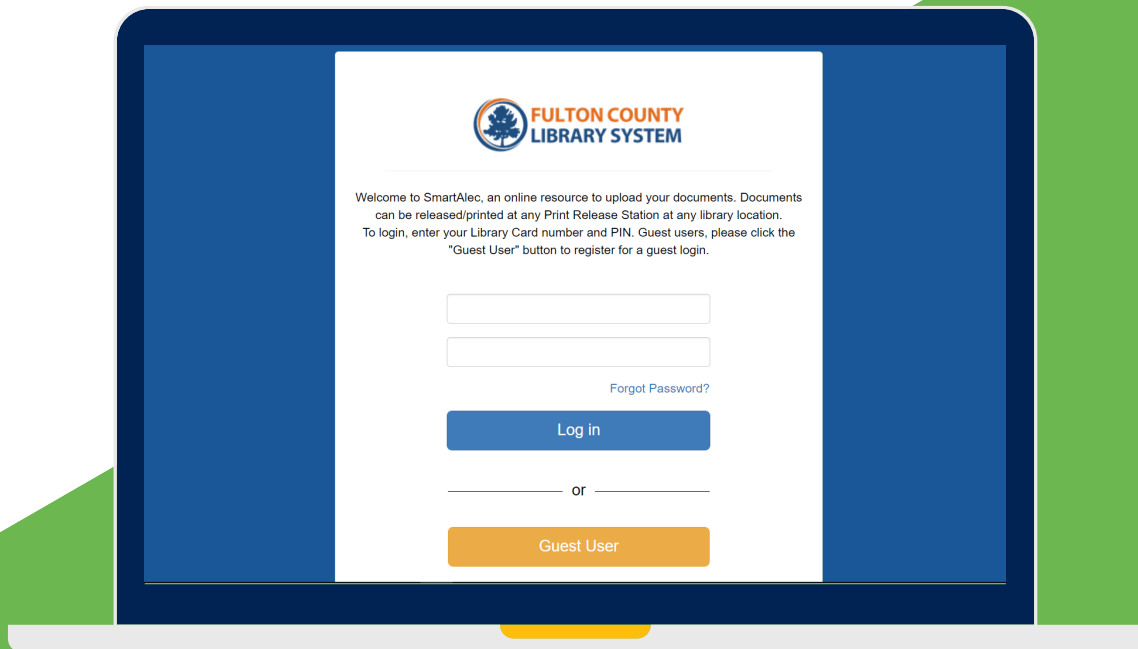 FULTON COUNTY
LIBRARY SYSTEM
Welcome to SmartAlec, an online resource to upload your documents. Documents
can be released/printed at any Print Release Station at any library location.
To login, enter your Library Card number and PIN. Guest users, please click the
"Guest User" button to register for a guest login.
Forgot Password?
Log in
or
Guest User